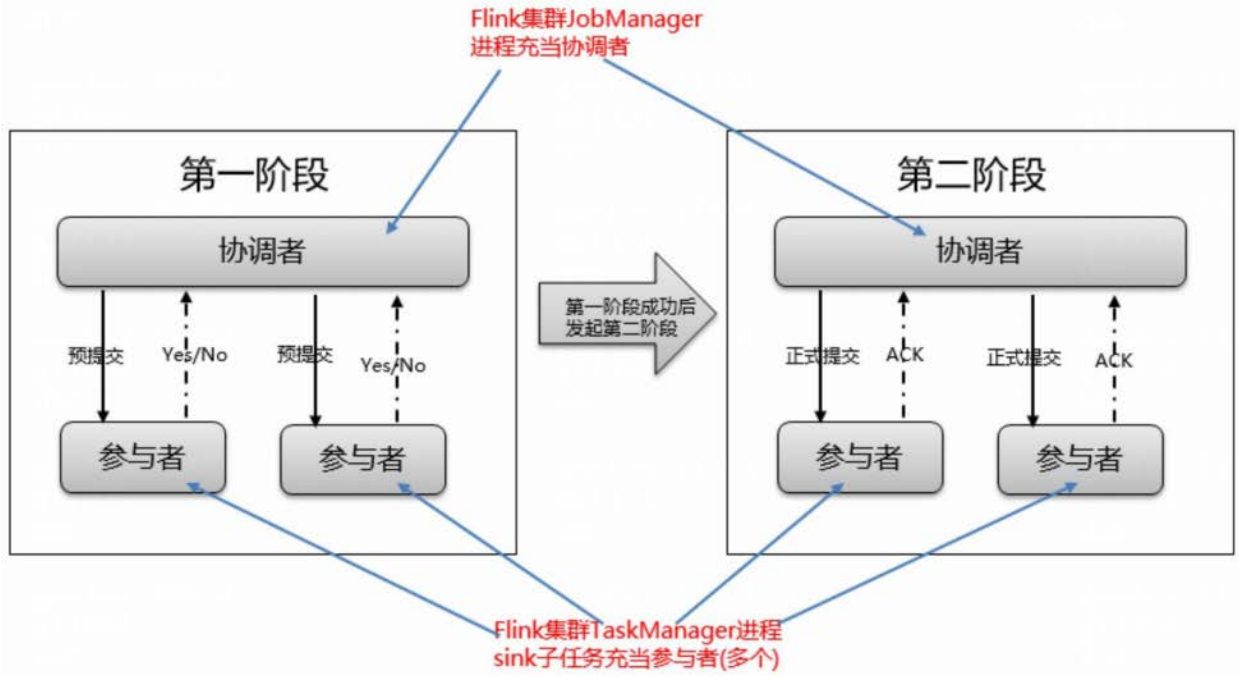 Flink集群JobManager
进程充当协调者
第一阶段
协调者
预提交
Yes/No
预提交
Yes/No
参与者
参与者
第一阶段成功后
发起第二阶段
第二阶段
协调者
正式提交
ACK
正式提交
ACK
参与者
参与者
Flink集群TaskManager进程
sink子任务充当参与者(多个)